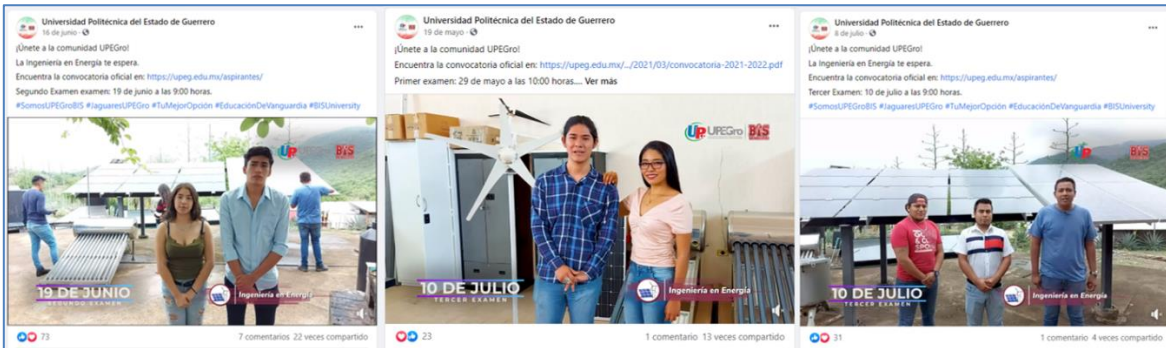 Universidad Politécnica del Estado de Guerrero
16 de junio
¡Únete a la comunidad UPEGro!
La Ingeniería en Energía te espera.
Encuentra la convocatoria oficial en: https://upeg.edu.mx/aspirantes/
Segundo Examen examen: 19 de junio a las 9:00 horas.
#SomosUPEGroBIS #JaguaresUPEGro #TuMejorOpción #EducaciónDeVanguardia #BISUniversity
UP
BIS
19 DE JUNIO
SEGUNDO EXAMEN
Ingeniería en Energía
73
7 comentarios 22 veces compartido
Universidad Politécnica del Estado de Guerrero
19 de mayo
¡Únete a la comunidad UPEGro!
Encuentra la convocatoria oficial en: https://upeg.edu.mx/.../2021/03/convocatoria-2021-2022.pdf
Primer examen: 29 de mayo a las 10:00 horas.... Ver más
UP UPEGro BIS
10 DE JULIO
TERCER EXAMEN
Ingeniería en Energía
23
1 comentario 13 veces compartido
Universidad Politécnica del Estado de Guerrero
8 de julio
¡Únete a la comunidad UPEGro!
La Ingeniería en Energía te espera.
Encuentra la convocatoria oficial en: https://upeg.edu.mx/aspirantes/
Tercer Examen: 10 de julio a las 9:00 horas.
#SomosUPEGroBIS #JaguaresUPEGro #TuMejorOpción #EducaciónDeVanguardia #BISUniversity
UP
BIS
10 DE JULIO
TERCER EXAMEN
Ingeniería en Energía
31
1 comentario 4 veces compartido